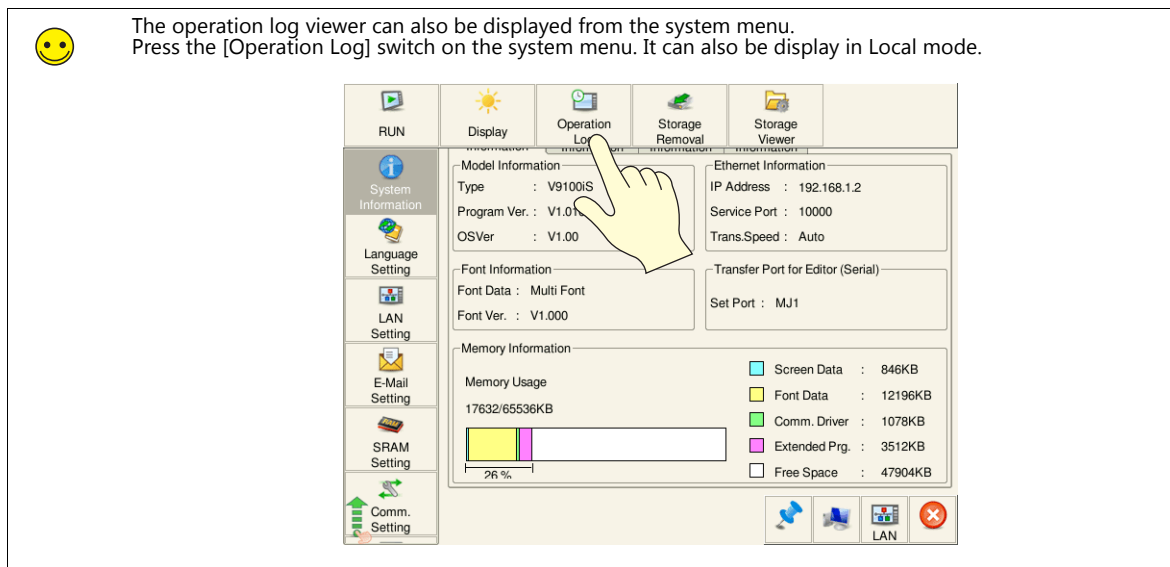 The operation log viewer can also be displayed from the system menu.
Press the [Operation Log] switch on the system menu. It can also be display in Local mode.
RUN
Display
Operation
Storage
Removal
Storage
Viewer
Information
Information
Information
Information
System
Information
Language
Setting
LAN
Setting
E-Mail
Setting
SRAM
Setting
Comm.
Setting
Model Information
Type : V9100iS
Program Ver. :
OSVer : V1.00
Ethernet Information
IP Address : 192.168.1.2
Service Port : 10000
Trans.Speed : Auto
Font Information
Font Data : Multi Font
Font Ver. : V1.000
Transfer Port for Editor (Serial)
Set Port : MJ1
Memory Information
Memory Usage
17632/65536KB
26 %
Screen Data : 846KB
Font Data : 12196KB
Comm. Driver : 1078KB
Extended Prg. : 3512KB
Free Space : 47904KB
LAN